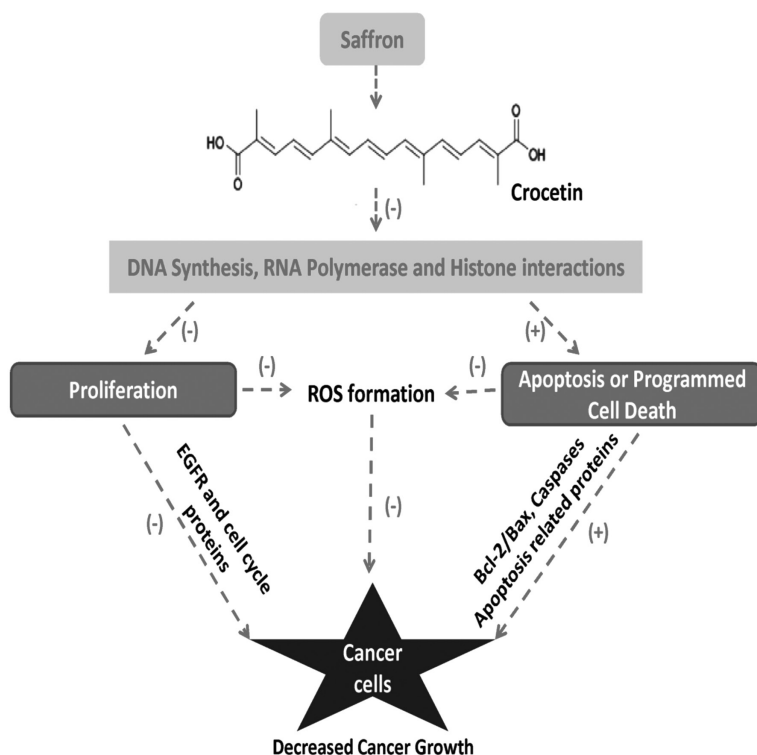 Saffron
O
HO
O
O
OH
Crocetin
(-)
DNA Synthesis, RNA Polymerase and Histone interactions
(-)
(+)
Proliferation
(-)
ROS formation
(-)
Apoptosis or Programmed
Cell Death
EGFR and cell cycle
proteins
(-)
(-)
Bcl-2/Bax, Caspases
Apoptosis related proteins
(+)
Cancer
cells
Decreased Cancer Growth